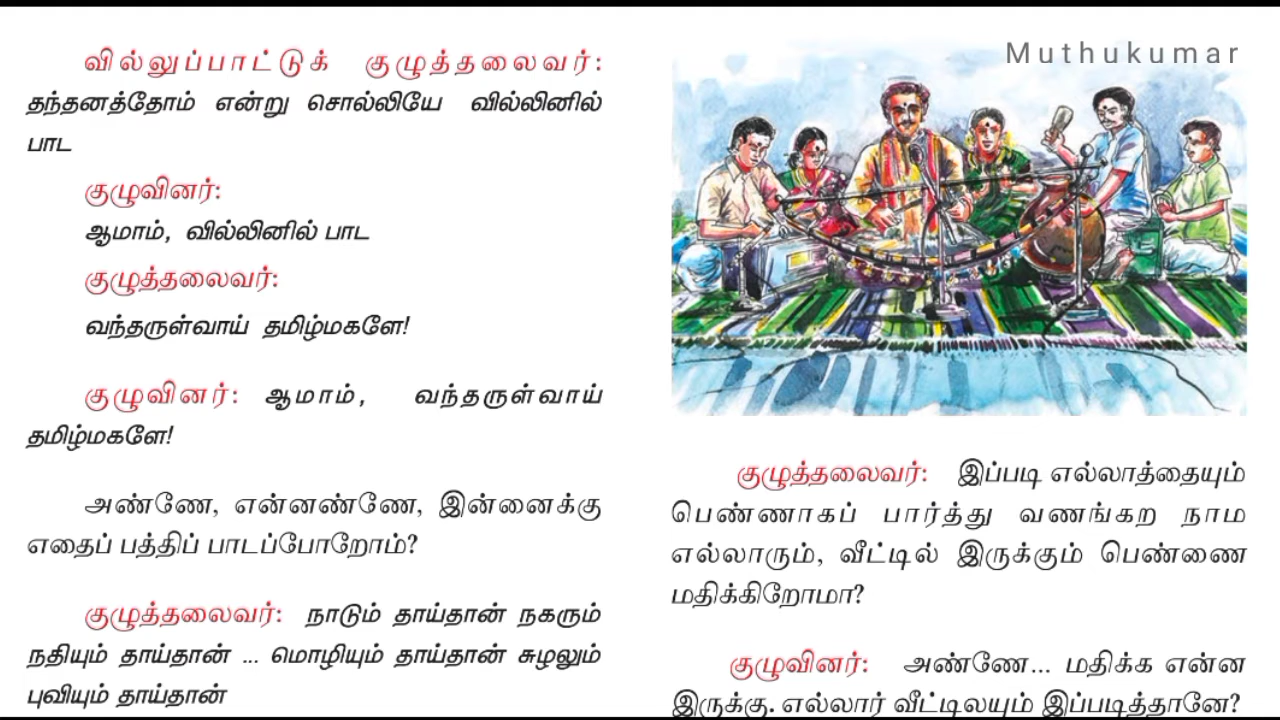 வில்லுப்பாட்டுக் குழுத்தலைவர்:
தந்தனத்தோம் என்று சொல்லியே வில்லினில்
பாட
குழுவினர்:
ஆமாம், வில்லினில் பாட
குழுத்தலைவர்:
வந்தருள்வாய் தமிழ்மகளே!
குழுவினர்: ஆமாம், வந்தருள்வாய்
தமிழ்மகளே!
அண்ணே, என்னண்ணே, இன்னைக்கு
எதைப் பத்திப் பாடப்போறோம்?
குழுத்தலைவர்: நாடும் தாய்தான் நகரும்
நதியும் தாய்தான் ... மொழியும் தாய்தான் சுழலும்
புவியும் தாய்தான்
Muthukumar
குழுத்தலைவர்: இப்படி எல்லாத்தையும்
பெண்ணாகப் பார்த்து வணங்கற நாம
எல்லாரும், வீட்டில் இருக்கும் பெண்ணை
மதிக்கிறோமா?
குழுவினர்: அண்ணே... மதிக்க என்ன
இருக்கு. எல்லார் வீட்டிலயும் இப்படித்தானே?